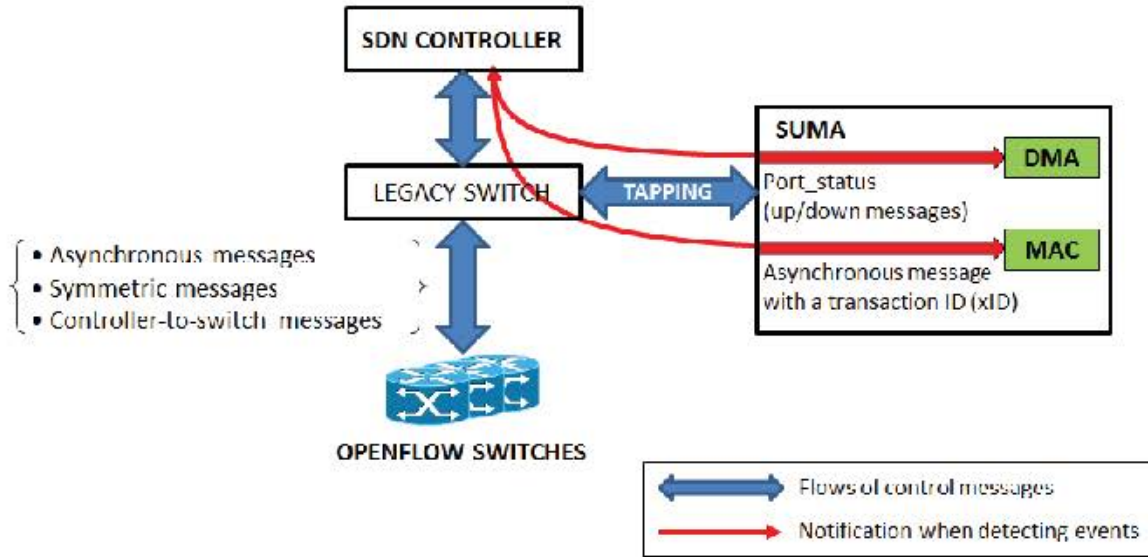 SDN CONTROLLER
SUMA
DMA
LEGACY SWITCH
TAPPING
Port_status
(up/down messages)
MAC
• Asynchronous messages
• Symmetric messages
• Controller-to-switch messages
Asynchronous message
with a transaction ID (xID)
OPENFLOW SWITCHES
Flows of control messages
Notification when detecting events